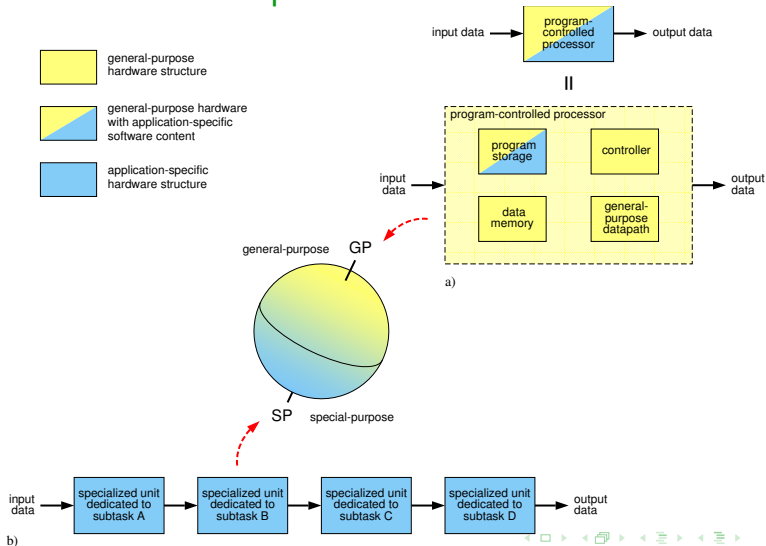 general-purpose
hardware structure
general-purpose hardware
with application-specific
software content
application-specific
hardware structure
input data
program-
controlled
processor
output data
=
program-controlled processor
program
storage
controller
input
data
output
data
data
memory
general-
purpose
datapath
a)
general-purpose
GP
SP
special-purpose
input
data
specialized unit
dedicated to
subtask A
specialized unit
dedicated to
subtask B
specialized unit
dedicated to
subtask C
specialized unit
dedicated to
subtask D
output
data
b)